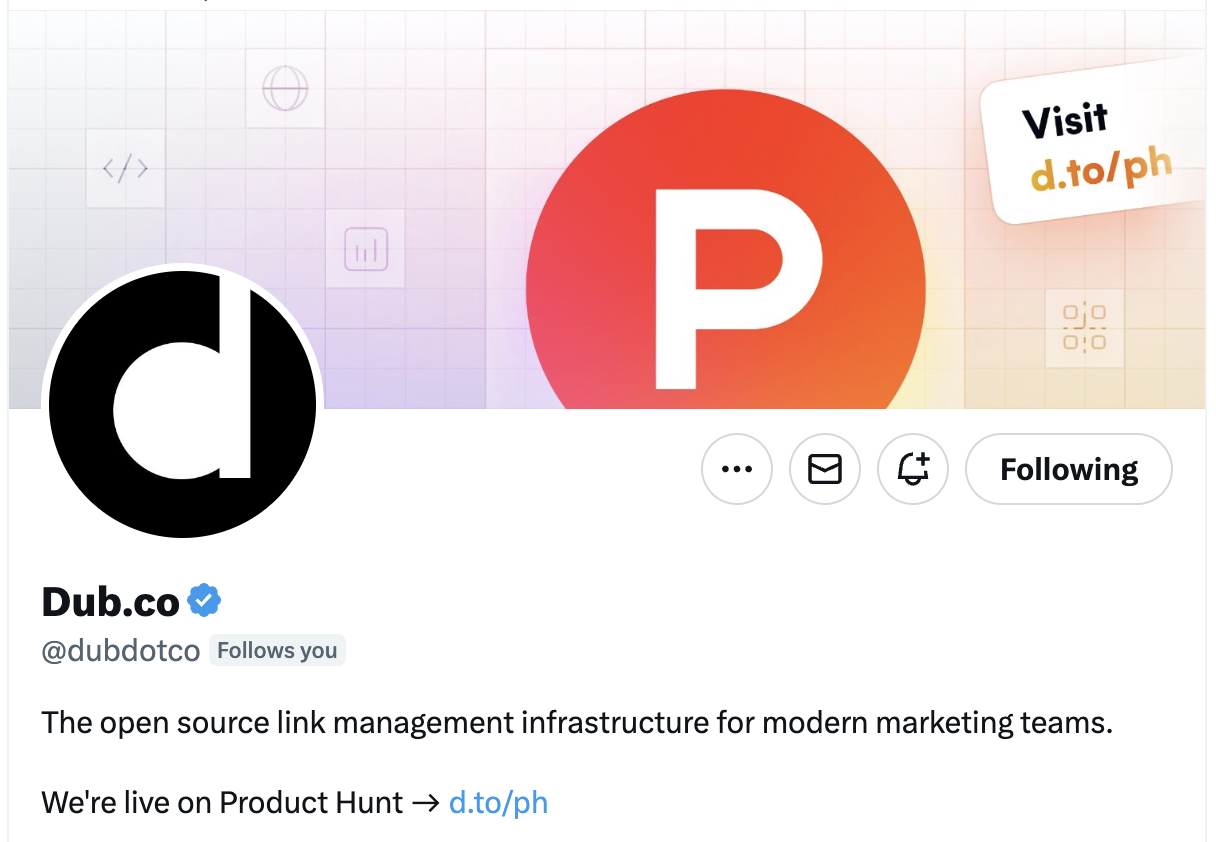 Visit
d.to/ph
P
d
Following
Dub.co
@dubdotco Follows you
The open source link management infrastructure for modern marketing teams.
We're live on Product Hunt → d.to/ph